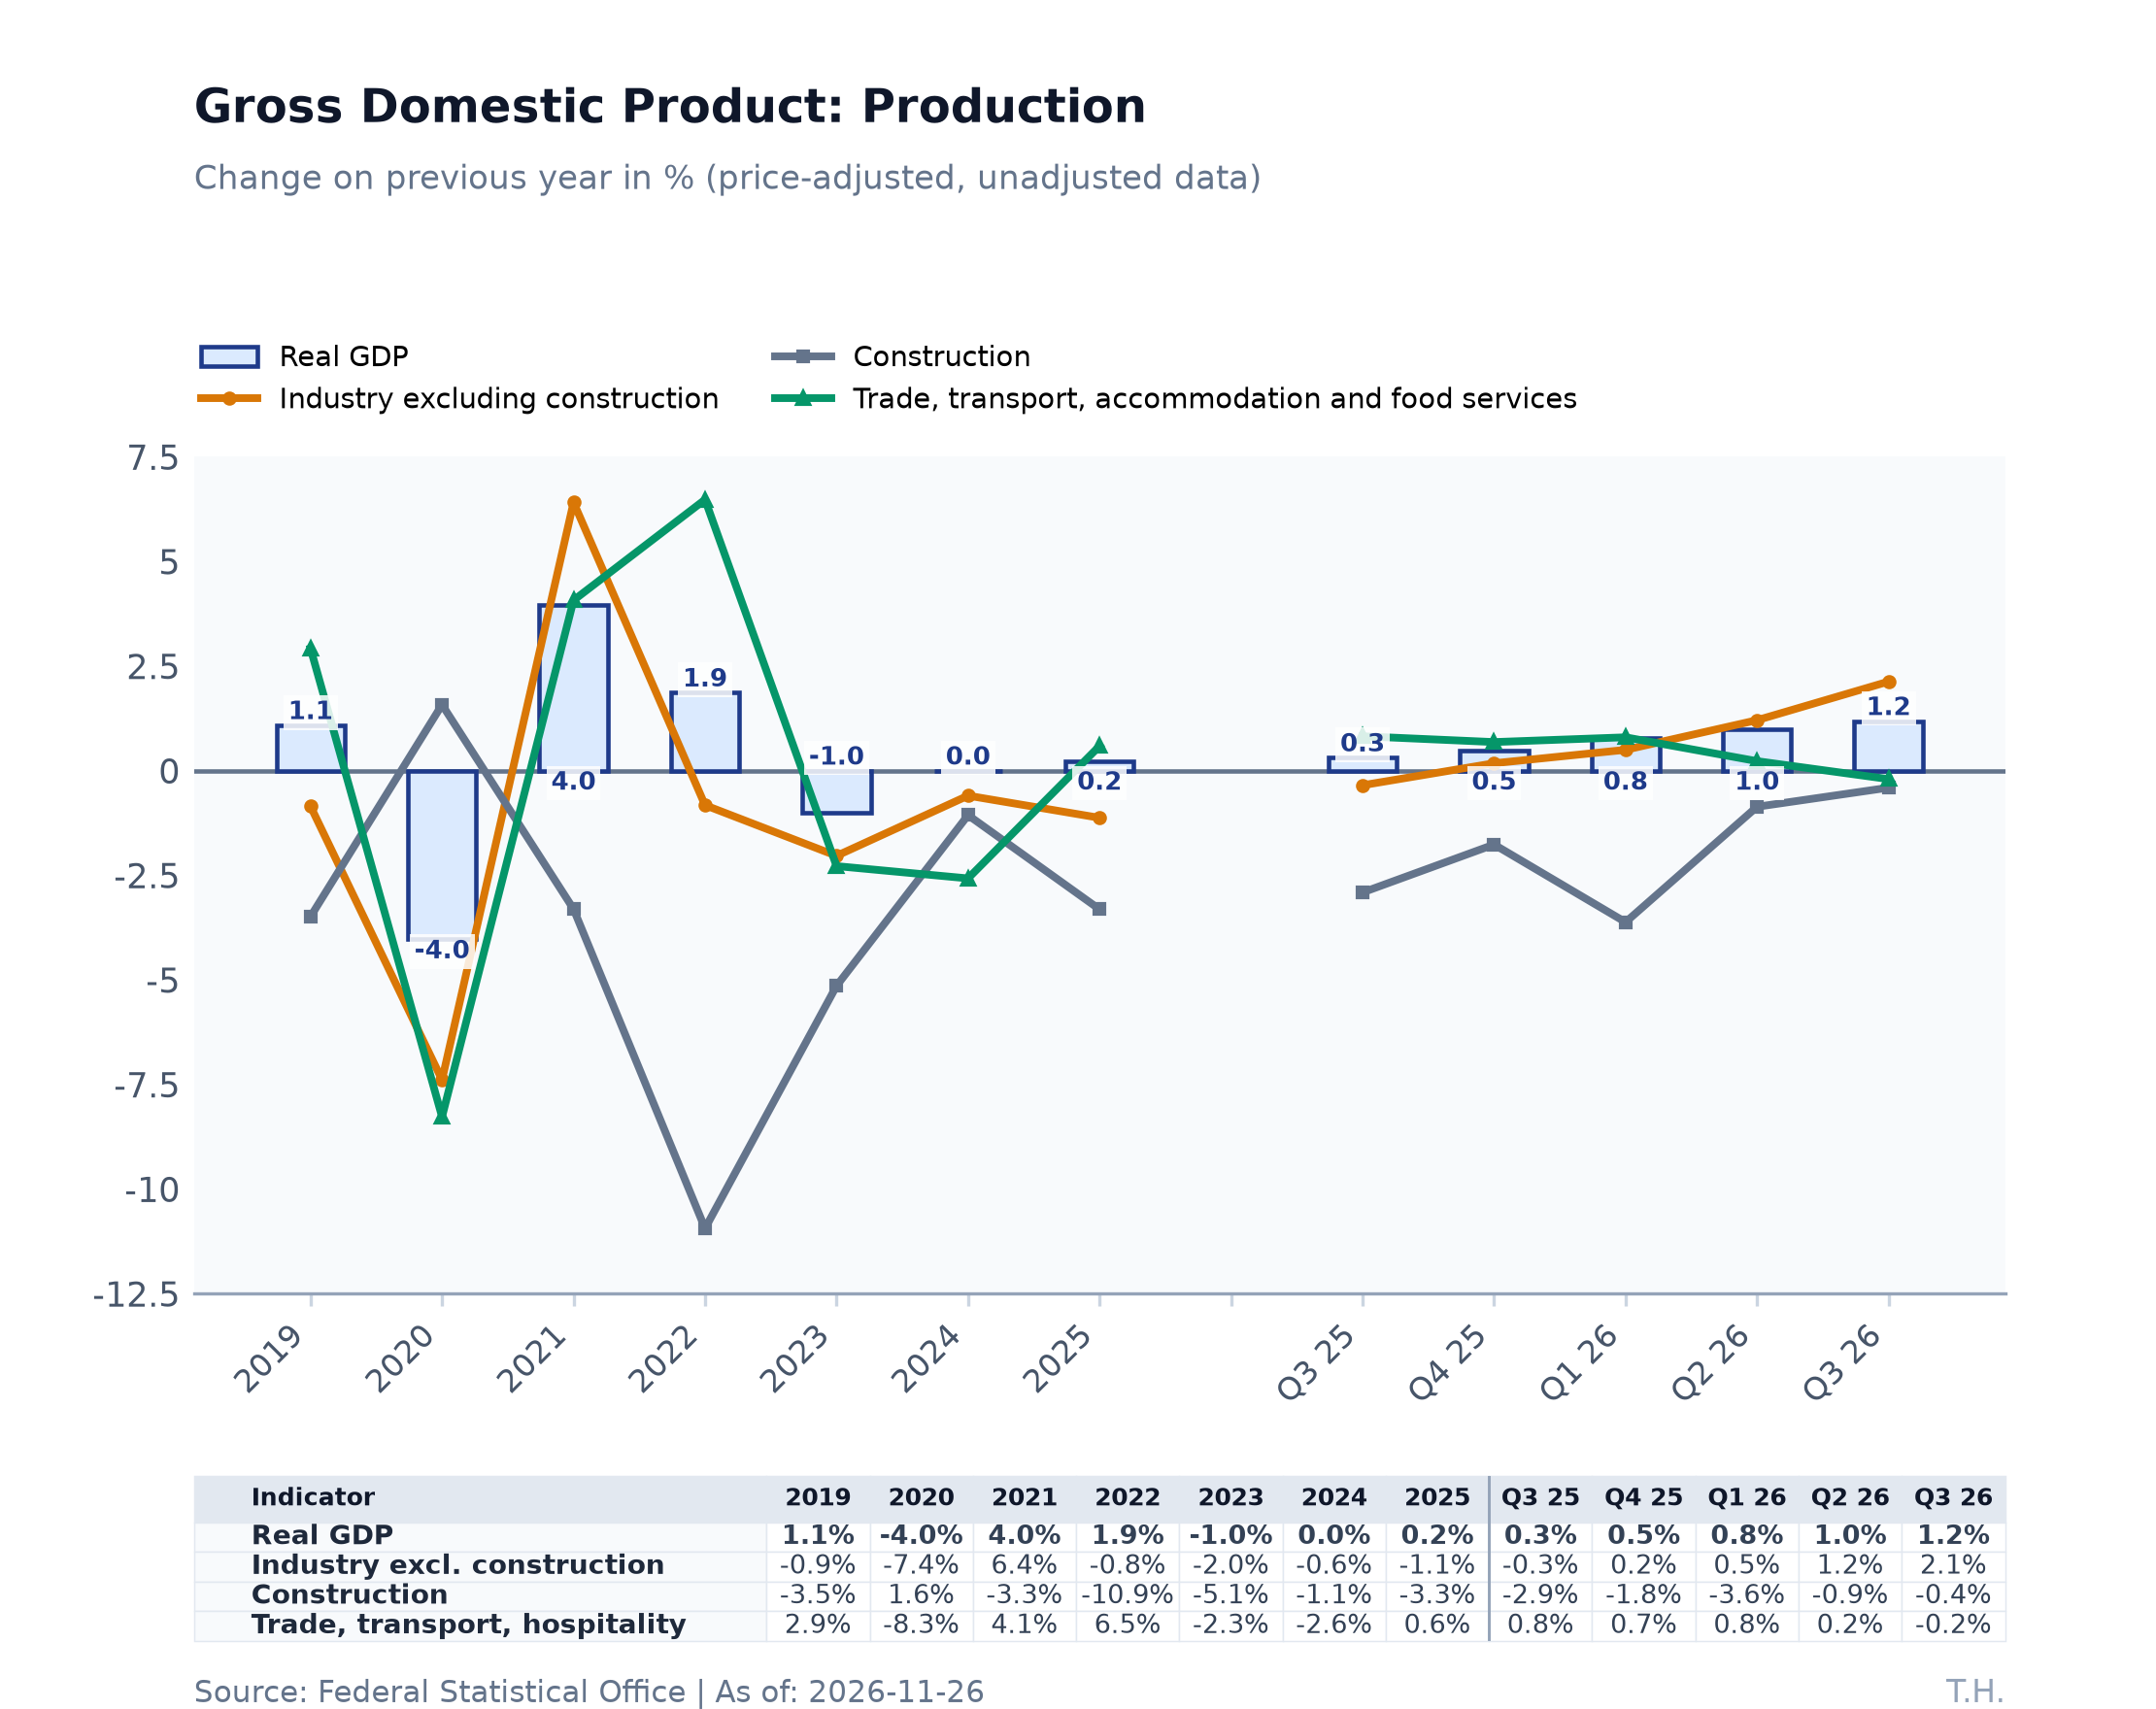 Gross Domestic Product: Production
Change on previous year in % (price-adjusted, unadjusted data)
Real GDP
Construction
Industry excluding construction
Trade, transport, accommodation and food services
7.5
5
2.5
0
-2.5
-5
-7.5
-10
-12.5
1.1
-4.0
4.0
1.9
-1.0
0.0
0.2
0.3
0.5
0.8
1.0
1.2
2019 2020 2021 2022 2023 2024 2025 Q3 25 Q4 25 Q1 26 Q2 26 Q3 26
Indicator 2019 2020 2021 2022 2023 2024 2025 Q3 25 Q4 25 Q1 26 Q2 26 Q3 26
Real GDP 1.1% -4.0% 4.0% 1.9% -1.0% 0.0% 0.2% 0.3% 0.5% 0.8% 1.0% 1.2%
Industry excl. construction -0.9% -7.4% 6.4% -0.8% -2.0% -0.6% -1.1% -0.3% 0.2% 0.5% 1.2% 2.1%
Construction -3.5% 1.6% -3.3% -10.9% -5.1% -1.1% -3.3% -2.9% -1.8% -3.6% -0.9% -0.4%
Trade, transport, hospitality 2.9% -8.3% 4.1% 6.5% -2.3% -2.6% 0.6% 0.8% 0.7% 0.8% 0.2% -0.2%
Source: Federal Statistical Office | As of: 2026-11-26
T.H.